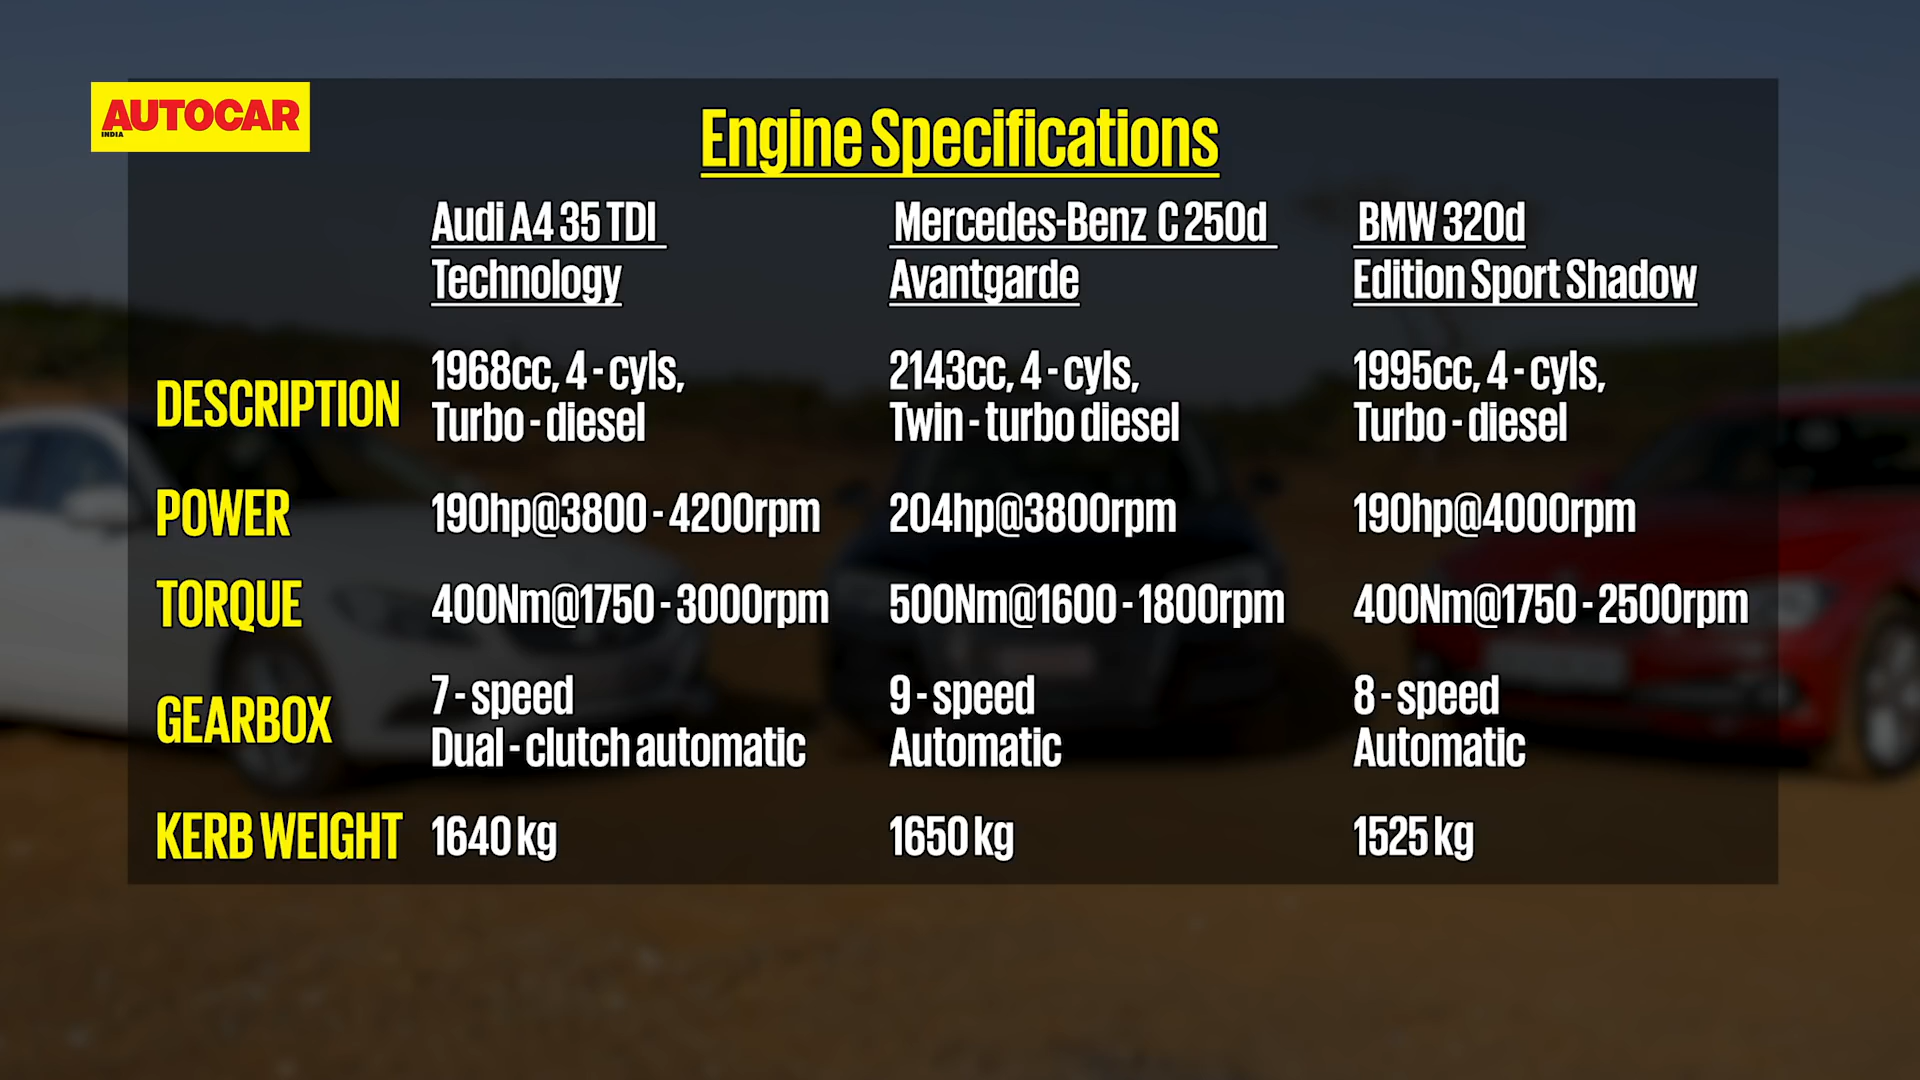 AUTOCAR
INDIA
Engine Specifications
Audi A4 35 TDI
Technology
Mercedes-Benz C 250d
Avantgarde
BMW 320d
Edition Sport Shadow
DESCRIPTION
1968cc, 4 - cyls,
Turbo - diesel
2143cc, 4 - cyls,
Twin - turbo diesel
1995cc, 4 - cyls,
Turbo - diesel
POWER
190hp@3800 - 4200rpm
204hp@3800rpm
190hp@4000rpm
TORQUE
400Nm@1750 - 3000rpm
500Nm@1600 - 1800rpm
400Nm@1750 - 2500rpm
GEARBOX
7 - speed
Dual - clutch automatic
9 - speed
Automatic
8 - speed
Automatic
KERB WEIGHT
1640 kg
1650 kg
1525 kg